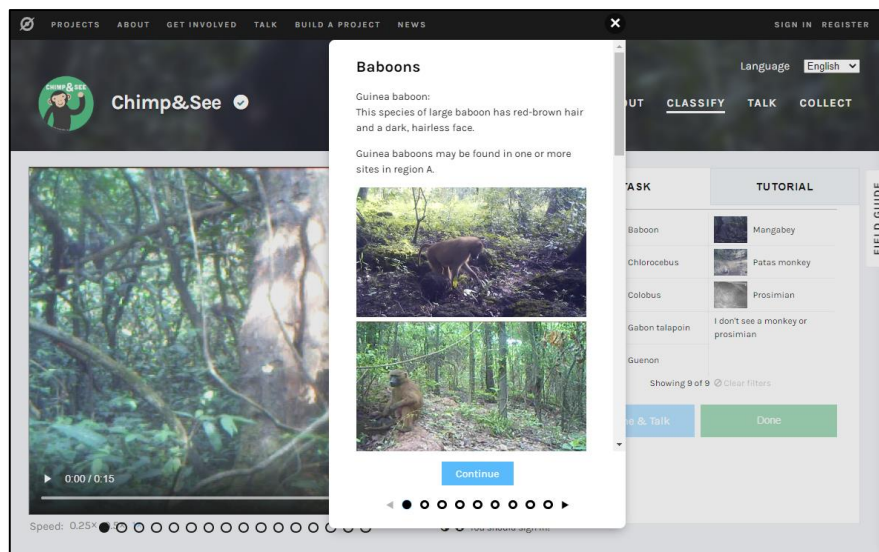 PROJECTS ABOUT GET INVOLVED TALK BUILD A PROJECT NEWS
SIGN IN REGISTER
Language English
CHIMP&SEE
Chimp&See
OUT CLASSIFY TALK COLLECT
Baboons
Guinea baboon:
This species of large baboon has red-brown hair
and a dark, hairless face.
Guinea baboons may be found in one or more
sites in region A.
Continue
0:00 / 0:15
Speed: 0.25×
ASK
TUTORIAL
FIELD GUIDE
Baboon
Mangabey
Chlorocebus
Patas monkey
Colobus
Prosimian
Gabon talapoin
I don't see a monkey or
prosimian
Guenon
Showing 9 of 9 Clear filters
e & Talk
Done
You should sign in!